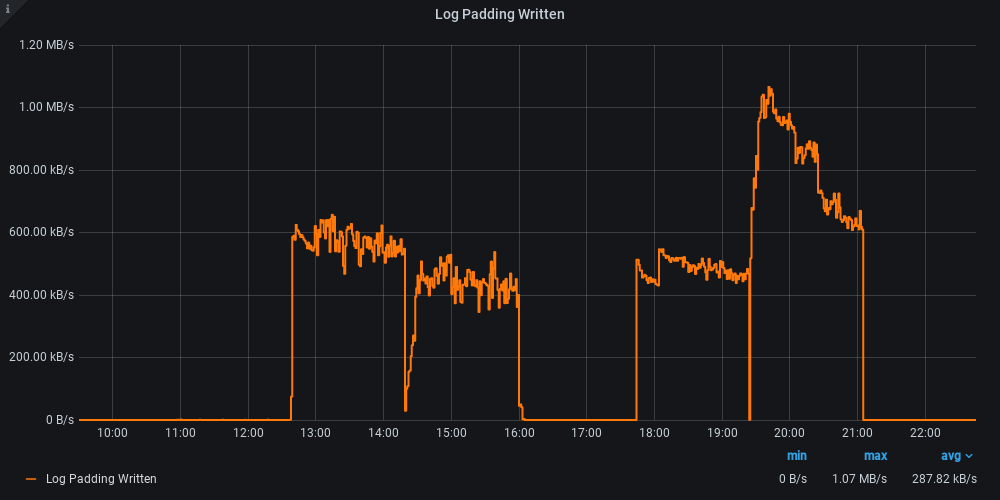 i
Log Padding Written
1.20 MB/s
1.00 MB/s
800.00 kB/s
600.00 kB/s
400.00 kB/s
200.00 kB/s
0 B/s
10:00 11:00 12:00 13:00 14:00 15:00 16:00 17:00 18:00 19:00 20:00 21:00 22:00
min max avg
Log Padding Written 0 B/s 1.07 MB/s 287.82 kB/s